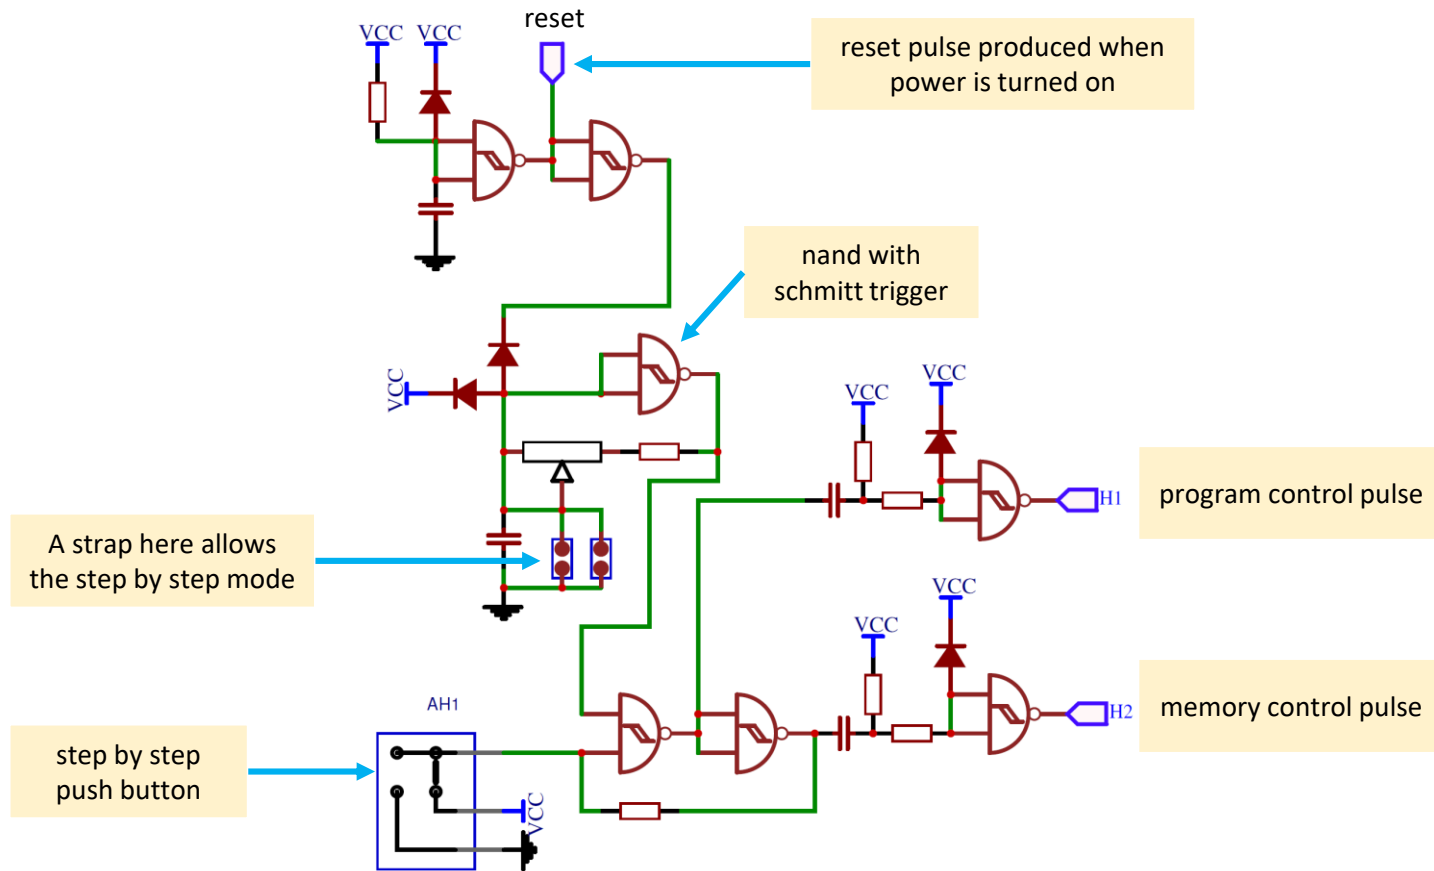 reset
VCC
VCC
reset pulse produced when
power is turned on
nand with
schmitt trigger
VCC
VCC
VCC
H1
program control pulse
A strap here allows
the step by step mode
VCC
VCC
H2
memory control pulse
AH1
step by step
push button
VCC